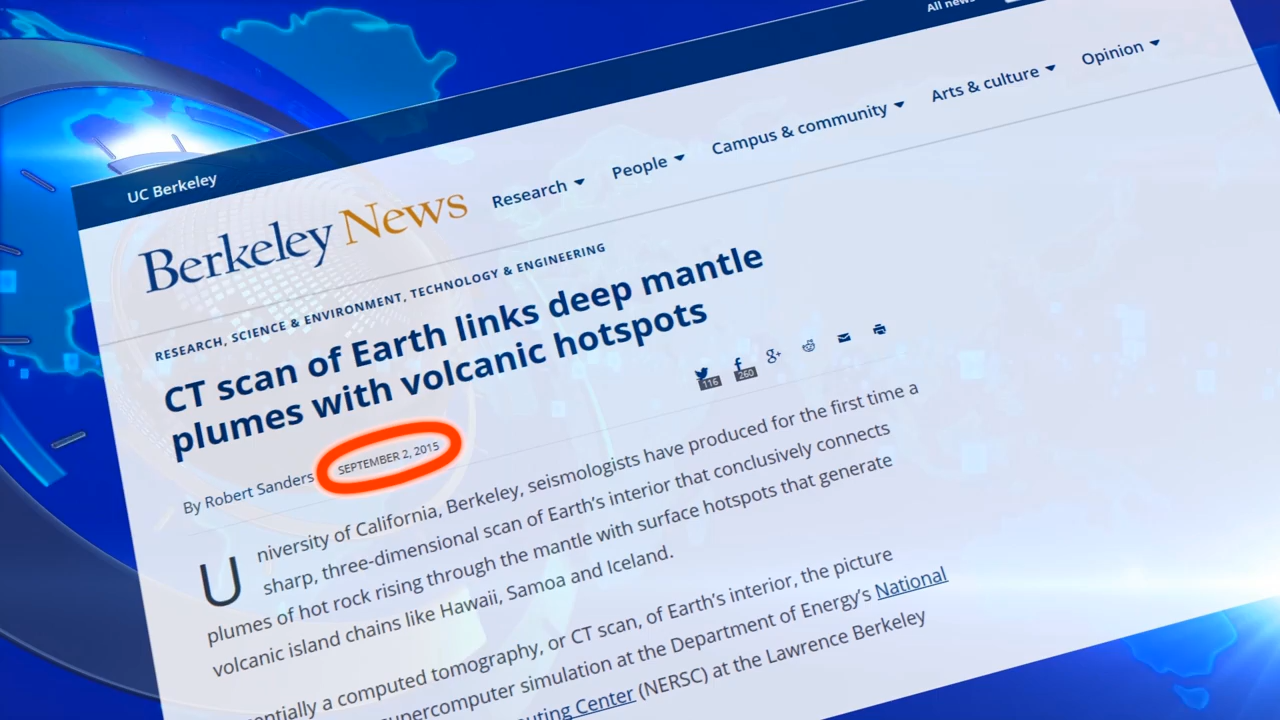 All news
UC Berkeley
Berkeley News
Research People Campus & community Arts & culture Opinion
RESEARCH, SCIENCE & ENVIRONMENT, TECHNOLOGY & ENGINEERING
CT scan of Earth links deep mantle
plumes with volcanic hotspots
116 260
By Robert Sanders SEPTEMBER 2, 2015
University of California, Berkeley, seismologists have produced for the first time a
sharp, three-dimensional scan of Earth’s interior that conclusively connects
plumes of hot rock rising through the mantle with surface hotspots that generate
volcanic island chains like Hawaii, Samoa and Iceland.
entially a computed tomography, or CT scan, of Earth’s interior, the picture
upercomputer simulation at the Department of Energy’s National
uting Center (NERSC) at the Lawrence Berkeley